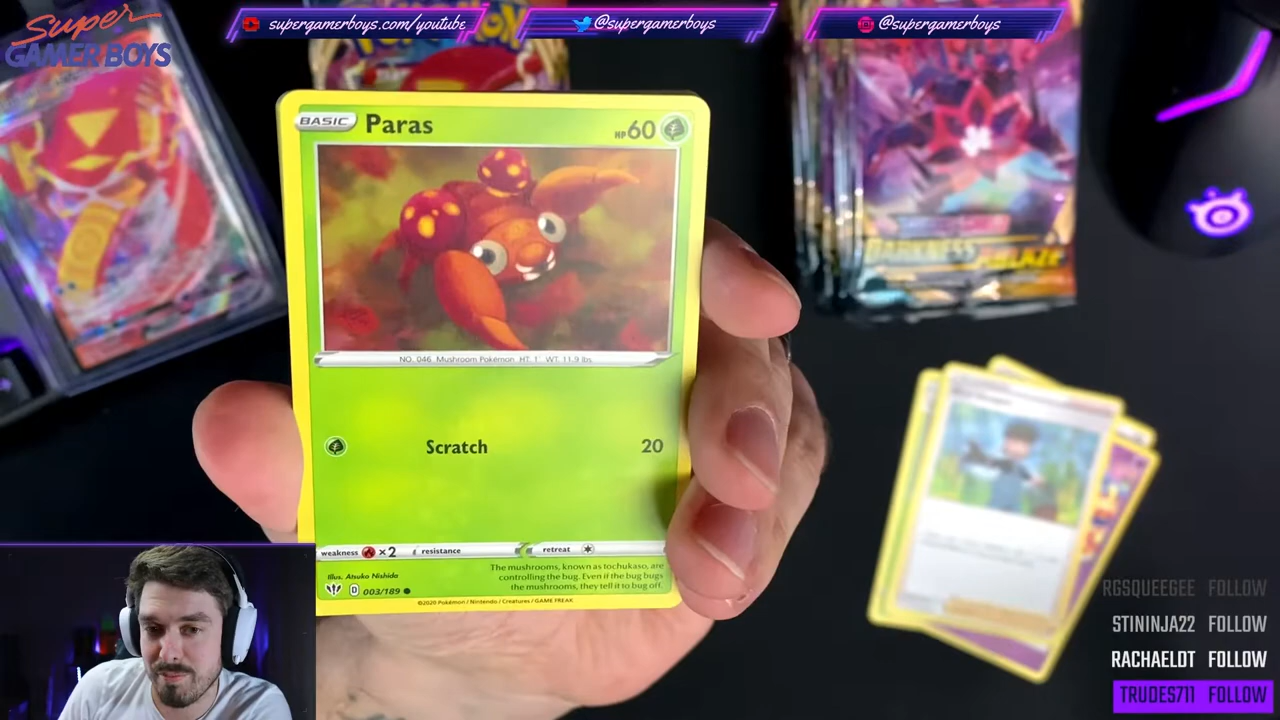 Super
GAMER BOYS
supergamerboys.com/youtube
@supergamerboys
@supergamerboys
BASIC Paras HP 60
NO. 046 Mushroom Pokémon HT: 1' WT: 11.9 lbs
Scratch 20
weakness ×2 resistance retreat
Illus. Atsuko Nishida
D 003/189
The mushrooms, known as tochukaso, are
controlling the bug. Even if the bug bugs
the mushrooms, they tell it to bug off.
©2020 Pokémon / Nintendo / Creatures / GAME FREAK
DARKNESS ABLAZE
RGSQUEEGEE FOLLOW
STININJA22 FOLLOW
RACHAELDT FOLLOW
TRUDES711 FOLLOW